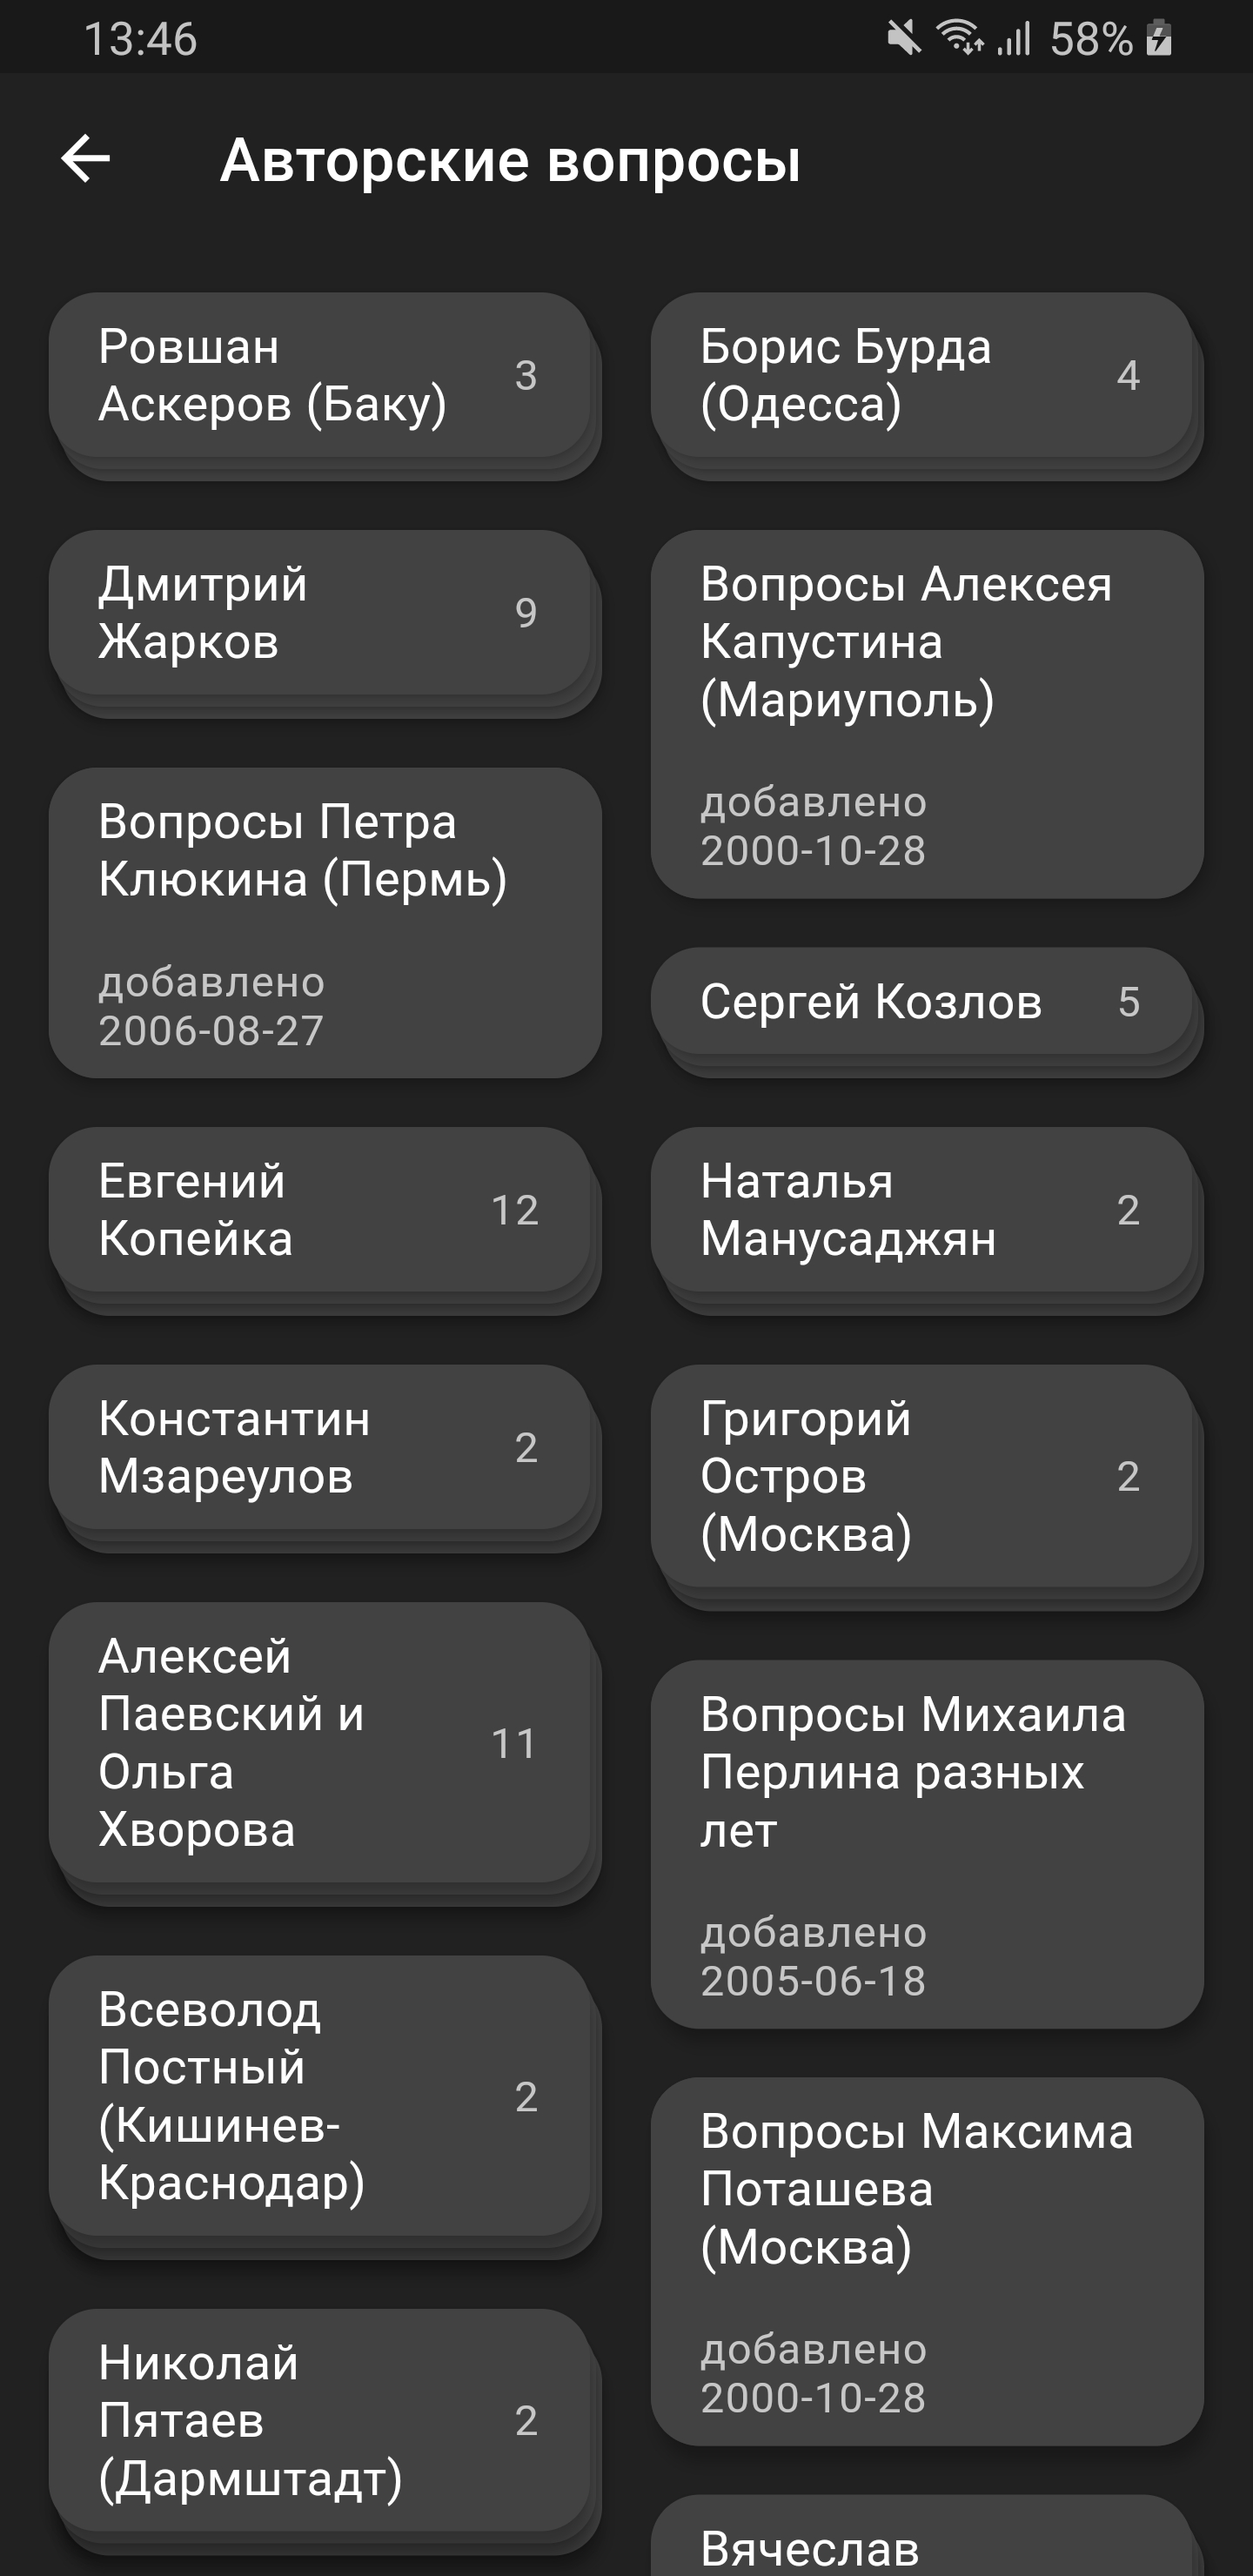 13:46
58%
Авторские вопросы
Ровшан
Аскеров (Баку)
3
Борис Бурда
(Одесса)
4
Дмитрий
Жарков
9
Вопросы Алексея
Капустина
(Мариуполь)
добавлено
2000-10-28
Вопросы Петра
Клюкина (Пермь)
добавлено
2006-08-27
Сергей Козлов
5
Евгений
Копейка
12
Наталья
Манусаджян
2
Константин
Мзареулов
2
Григорий
Остров
(Москва)
2
Алексей
Паевский и
Ольга
Хворова
11
Вопросы Михаила
Перлина разных
лет
добавлено
2005-06-18
Всеволод
Постный
(Кишинев-
Краснодар)
2
Вопросы Максима
Поташева
(Москва)
добавлено
2000-10-28
Николай
Пятаев
(Дармштадт)
2
Вячеслав